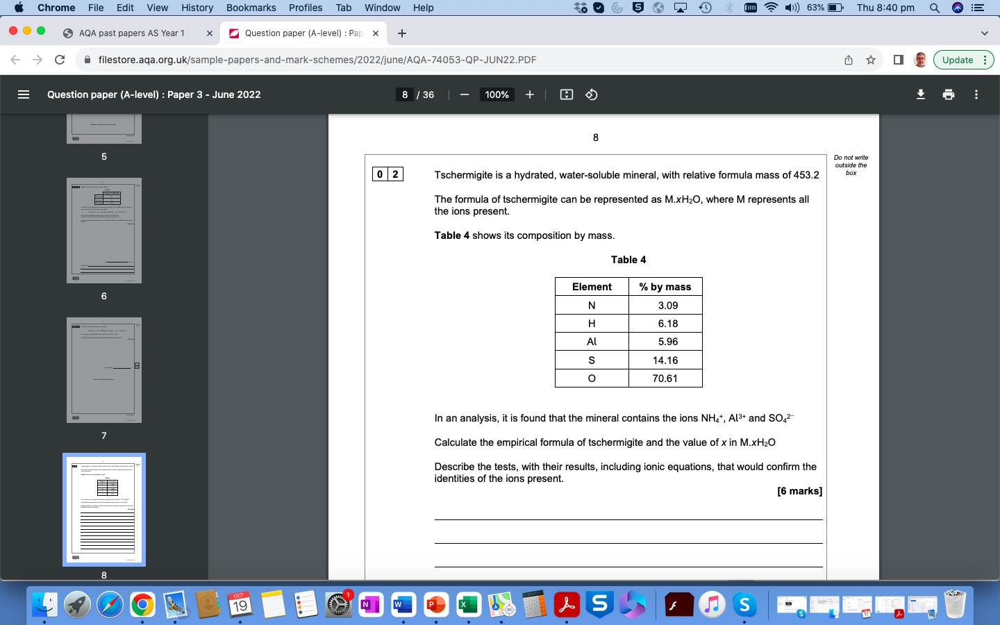 Chrome File Edit View History Bookmarks Profiles Tab Window Help 63% Thu 8:40 pm
AQA past papers AS Year 1 Question paper (A-level) : Pap
filestore.aqa.org.uk/sample-papers-and-mark-schemes/2022/june/AQA-74053-QP-JUN22.PDF Update
Question paper (A-level) : Paper 3 - June 2022 8 / 36 100%
5
6
7
8
8
Do not write
outside the
box
0 2 Tschermigite is a hydrated, water-soluble mineral, with relative formula mass of 453.2
The formula of tschermigite can be represented as M.xH₂O, where M represents all
the ions present.
Table 4 shows its composition by mass.
Table 4
Element % by mass
N 3.09
H 6.18
Al 5.96
S 14.16
O 70.61
In an analysis, it is found that the mineral contains the ions NH₄⁺, Al³⁺ and SO₄²⁻
Calculate the empirical formula of tschermigite and the value of x in M.xH₂O
Describe the tests, with their results, including ionic equations, that would confirm the
identities of the ions present.
[6 marks]
OCT
19
1
N
W
P
X
3D
S
f
S
S
17